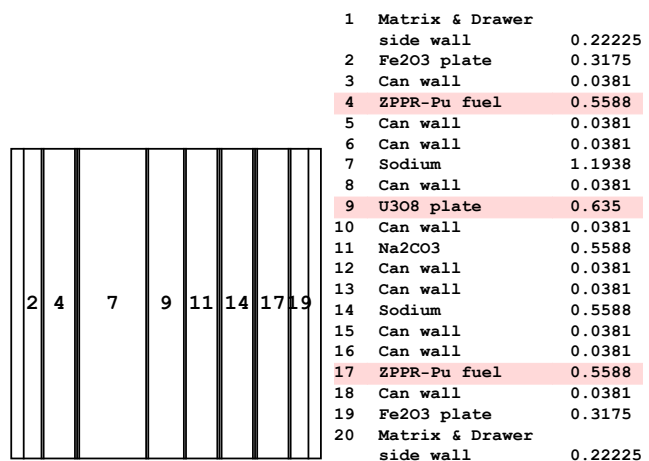 1 Matrix & Drawer
side wall 0.22225
2 Fe2O3 plate 0.3175
3 Can wall 0.0381
4 ZPPR-Pu fuel 0.5588
5 Can wall 0.0381
6 Can wall 0.0381
7 Sodium 1.1938
8 Can wall 0.0381
9 U3O8 plate 0.635
10 Can wall 0.0381
11 Na2CO3 0.5588
12 Can wall 0.0381
13 Can wall 0.0381
14 Sodium 0.5588
15 Can wall 0.0381
16 Can wall 0.0381
17 ZPPR-Pu fuel 0.5588
18 Can wall 0.0381
19 Fe2O3 plate 0.3175
20 Matrix & Drawer
side wall 0.22225
2 4 7 9 11 14 17 19